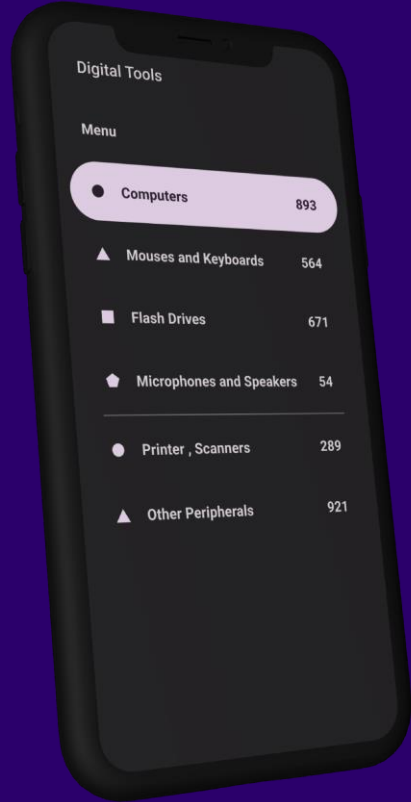 Digital Tools
Menu
Computers 893
Mouses and Keyboards 564
Flash Drives 671
Microphones and Speakers 54
Printer , Scanners 289
Other Peripherals 921